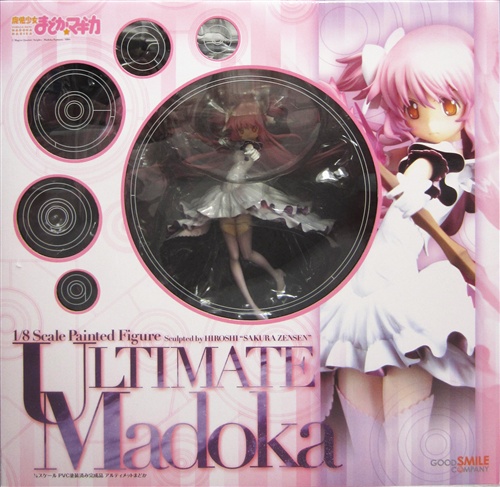 魔法少女
まどか☆マギカ
1/8 Scale Painted Figure Sculpted by HIROSHI "SAKURA ZENSEN"
ULTIMATE
Madoka
1/8スケール PVC塗装済み完成品 アルティメットまどか
GOOD SMILE
COMPANY